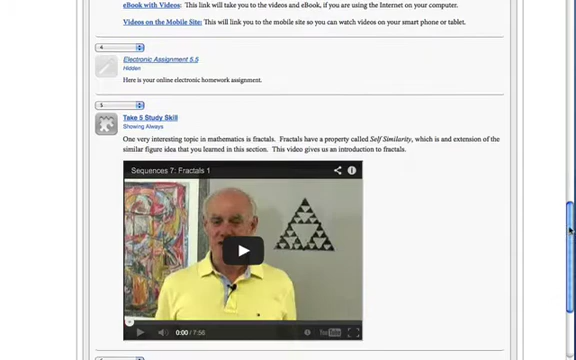 eBook with Videos: This link will take you to the videos and eBook, if you are using the Internet on your computer.
Videos on the Mobile Site: This will link you to the mobile site so you can watch videos on your smart phone or tablet.
4
Electronic Assignment 5.5
Hidden
Here is your online electronic homework assignment.
5
Take 5 Study Skill
Showing Always
One very interesting topic in mathematics is fractals. Fractals have a property called Self Similarity, which is and extension of the
similar figure idea that you learned in this section. This video gives us an introduction to fractals.
Sequences 7: Fractals 1
0:00 / 7:56
YouTube